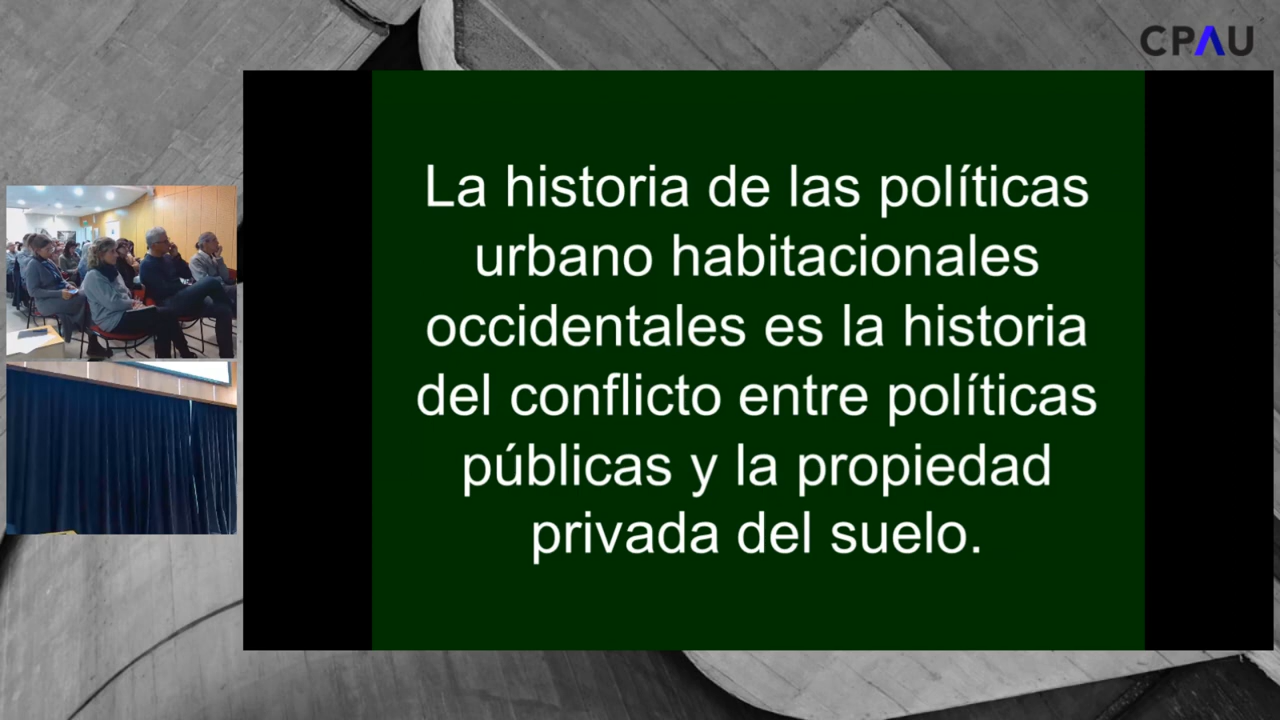 CPAU
La historia de las políticas
urbano habitacionales
occidentales es la historia
del conflicto entre políticas
públicas y la propiedad
privada del suelo.